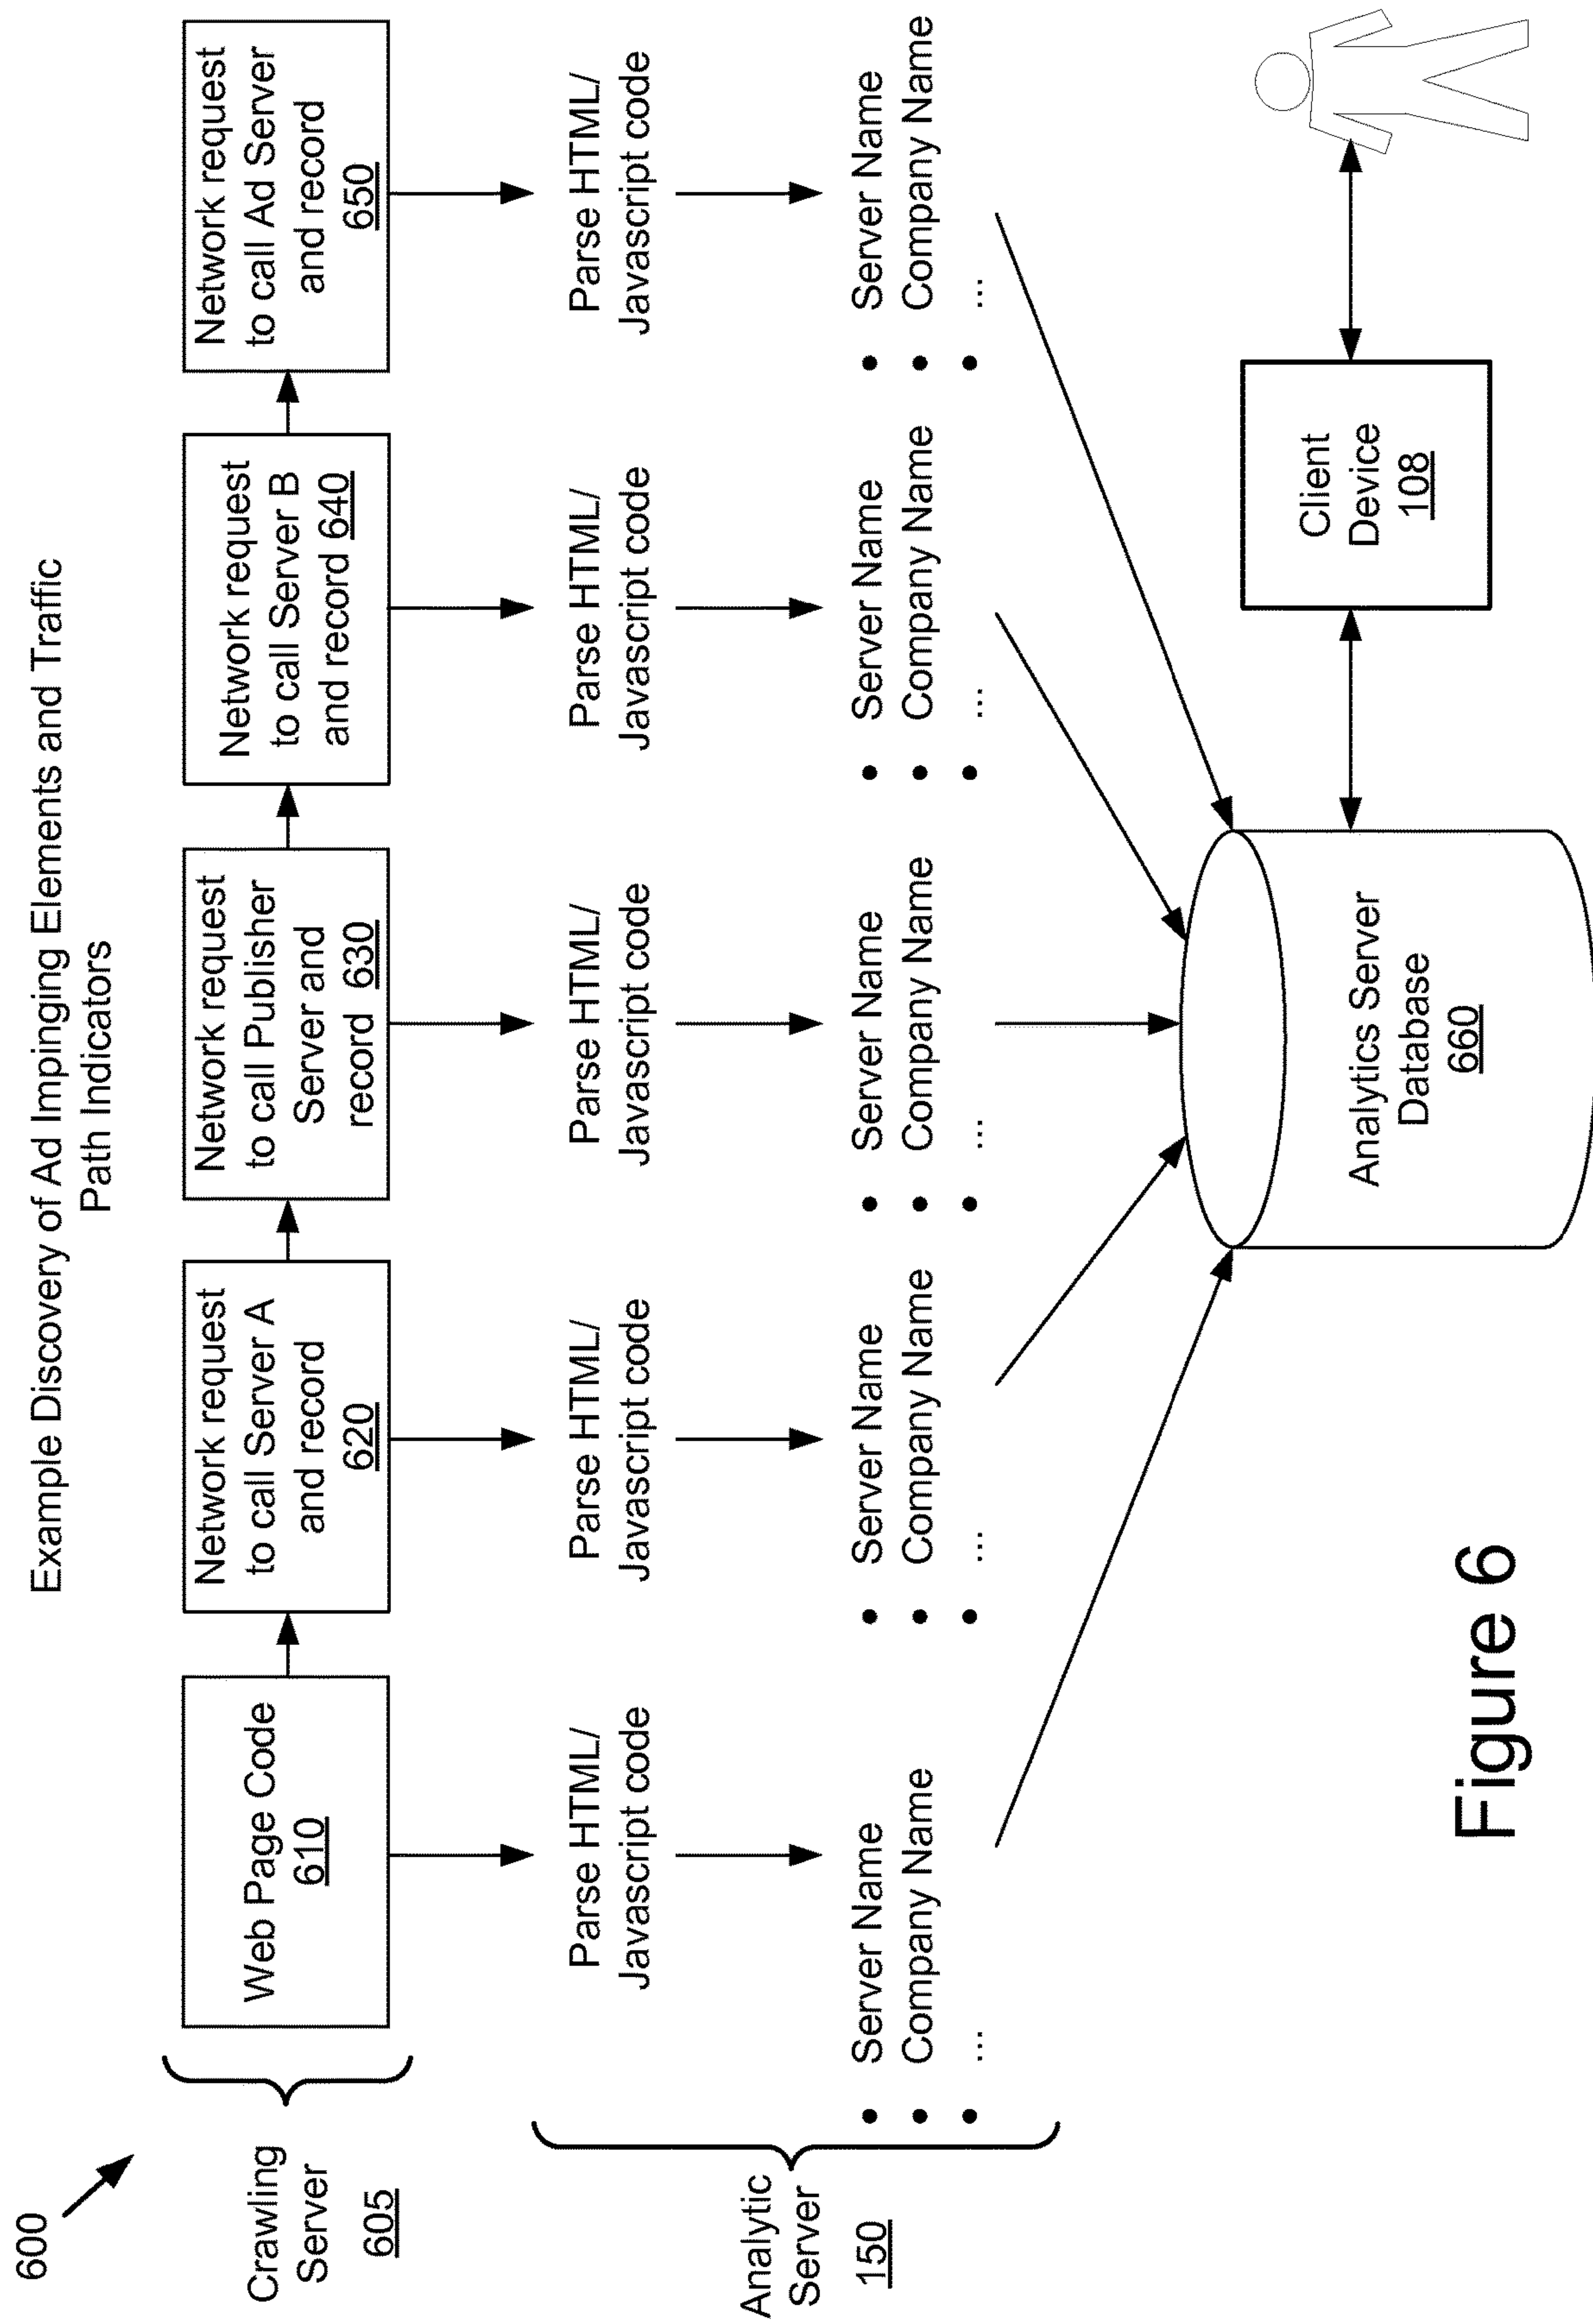 Example Discovery of Ad Impinging Elements and Traffic
Path Indicators
600
Crawling
Server
605
Web Page Code
610
Network request
to call Server A
and record
620
Network request
to call Publisher
Server and
record 630
Network request
to call Server B
and record 640
Network request
to call Ad Server
and record
650
Analytic
Server
150
Parse HTML/
Javascript code
Parse HTML/
Javascript code
Parse HTML/
Javascript code
Parse HTML/
Javascript code
Parse HTML/
Javascript code
• Server Name
• Company Name
• ...
• Server Name
• Company Name
• ...
• Server Name
• Company Name
• ...
• Server Name
• Company Name
• ...
• Server Name
• Company Name
• ...
Analytics Server
Database
660
Client
Device
108
Figure 6